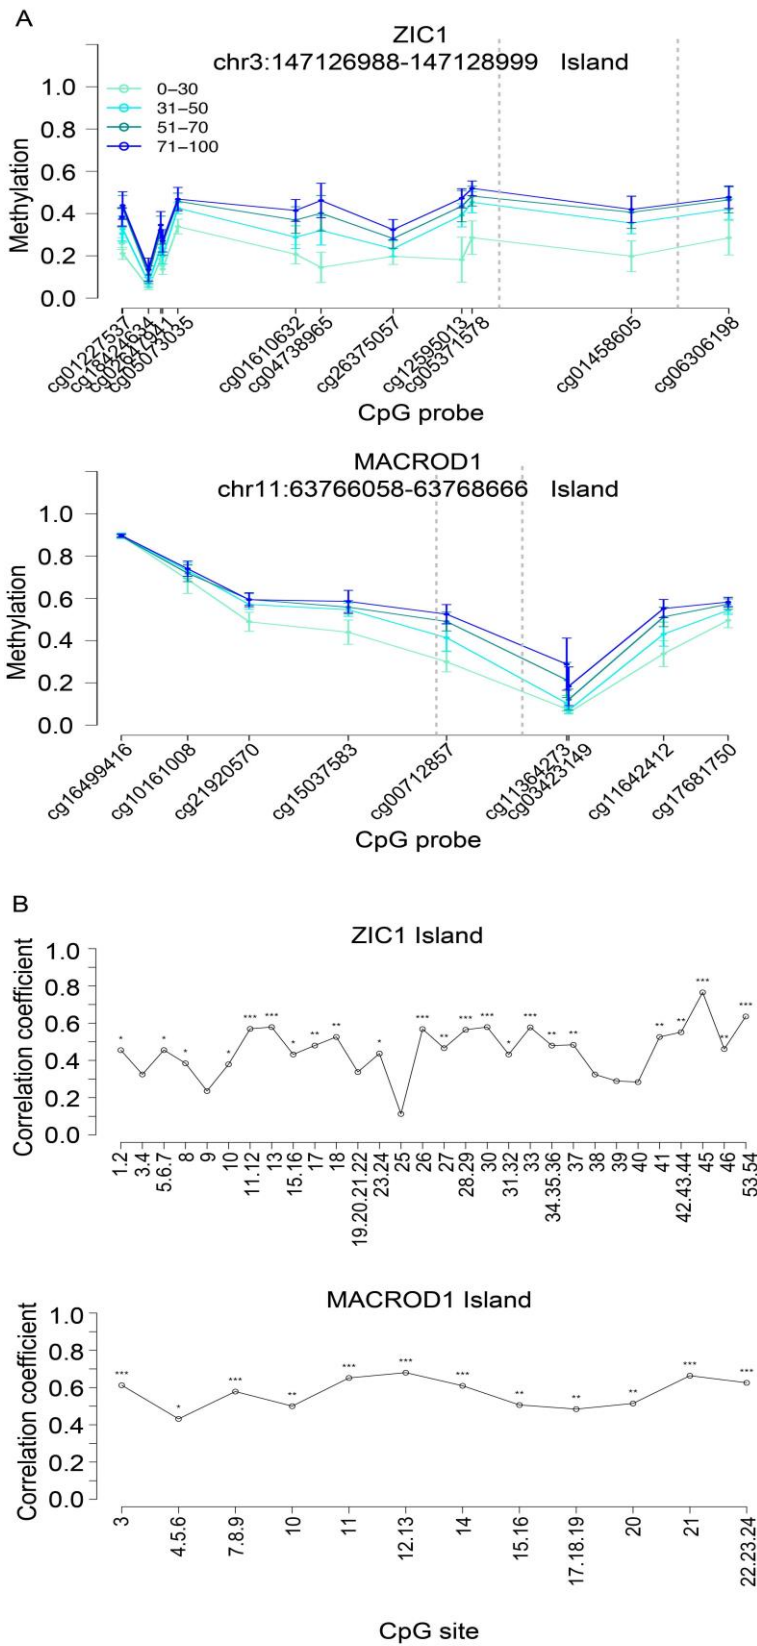 A
ZIC1
chr3:147126988-147128999 Island
1.0
0.8
0.6
0.4
0.2
0.0
Methylation
0-30
31-50
51-70
71-100
cg01227537
cg18424634
cg02647941
cg05073035
cg01610632
cg04738965
cg26375057
cg12595013
cg05371578
cg01458605
cg06306198
CpG probe
MACROD1
chr11:63766058-63768666 Island
1.0
0.8
0.6
0.4
0.2
0.0
Methylation
cg16499416
cg10161008
cg21920570
cg15037583
cg00712857
cg11364273
cg03423149
cg11642412
cg17681750
CpG probe
B
ZIC1 Island
1.0
0.8
0.6
0.4
0.2
0.0
Correlation coefficient
* * * * *** *** * ** ** * *** ** *** *** * *** ** ** ** ** *** ** ***
1.2
3.4
5.6.7
8
9
10
11.12
13
15.16
17
18
19.20.21.22
23.24
25
26
27
28.29
30
31.32
33
34.35.36
37
38
39
40
41
42.43.44
45
46
53.54
MACROD1 Island
1.0
0.8
0.6
0.4
0.2
0.0
Correlation coefficient
*** * *** ** *** *** *** ** ** ** *** ***
3
4.5.6
7.8.9
10
11
12.13
14
15.16
17.18.19
20
21
22.23.24
CpG site